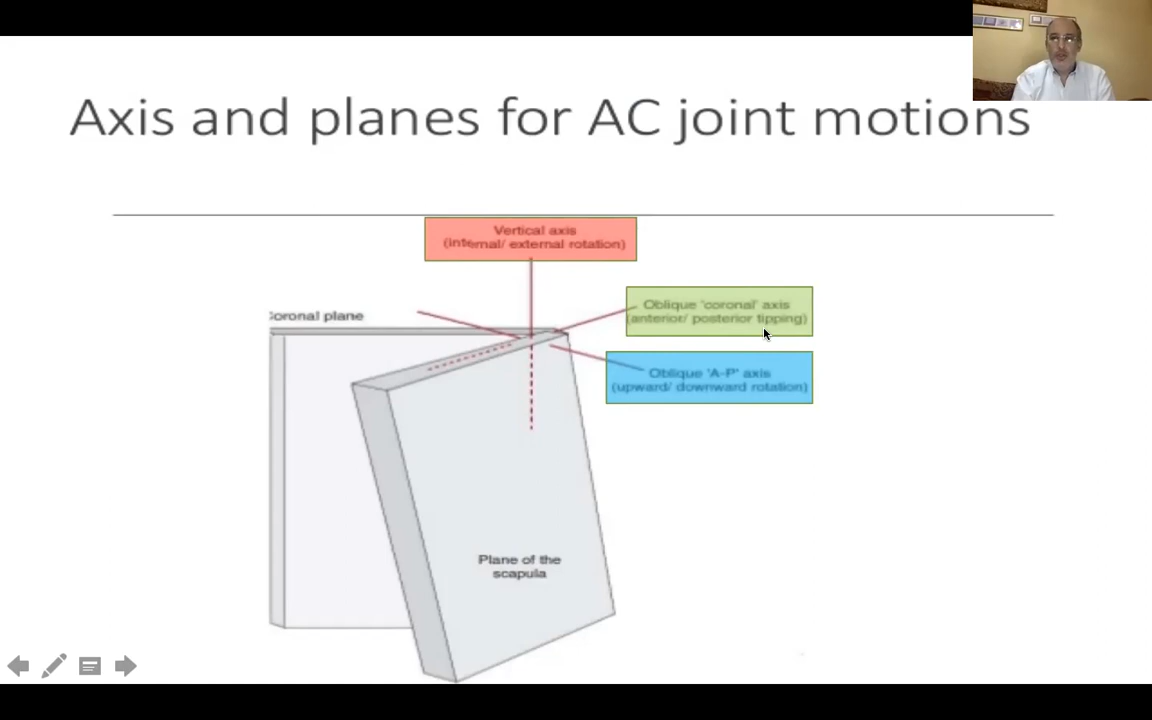 Axis and planes for AC joint motions
Vertical axis
(internal/ external rotation)
Oblique 'coronal' axis
(anterior/ posterior tipping)
Coronal plane
Oblique 'A-P' axis
(upward/ downward rotation)
Plane of the
scapula